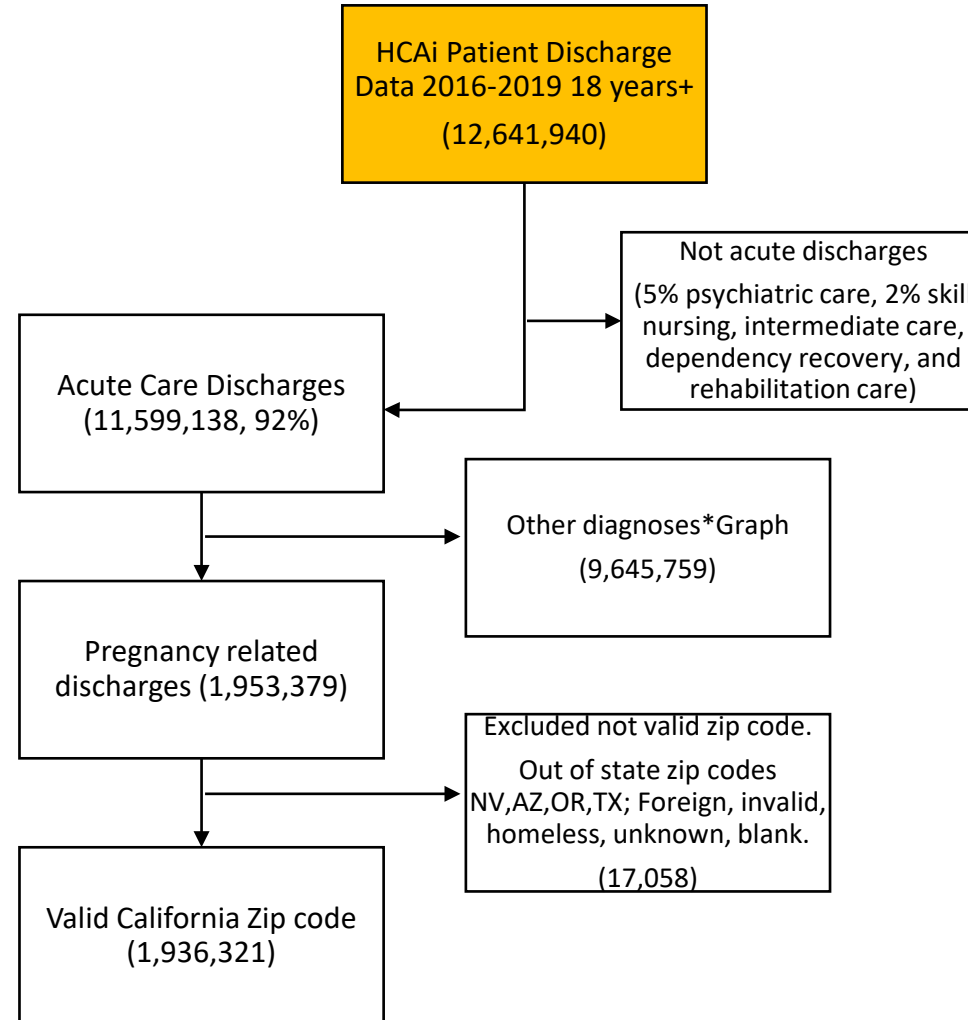 HCAi Patient Discharge
Data 2016-2019 18 years+
(12,641,940)
Not acute discharges
(5% psychiatric care, 2% skil
nursing, intermediate care,
dependency recovery, and
rehabilitation care)
Acute Care Discharges
(11,599,138, 92%)
Other diagnoses*Graph
(9,645,759)
Pregnancy related
discharges (1,953,379)
Excluded not valid zip code.
Out of state zip codes
NV,AZ,OR,TX; Foreign, invalid,
homeless, unknown, blank.
(17,058)
Valid California Zip code
(1,936,321)